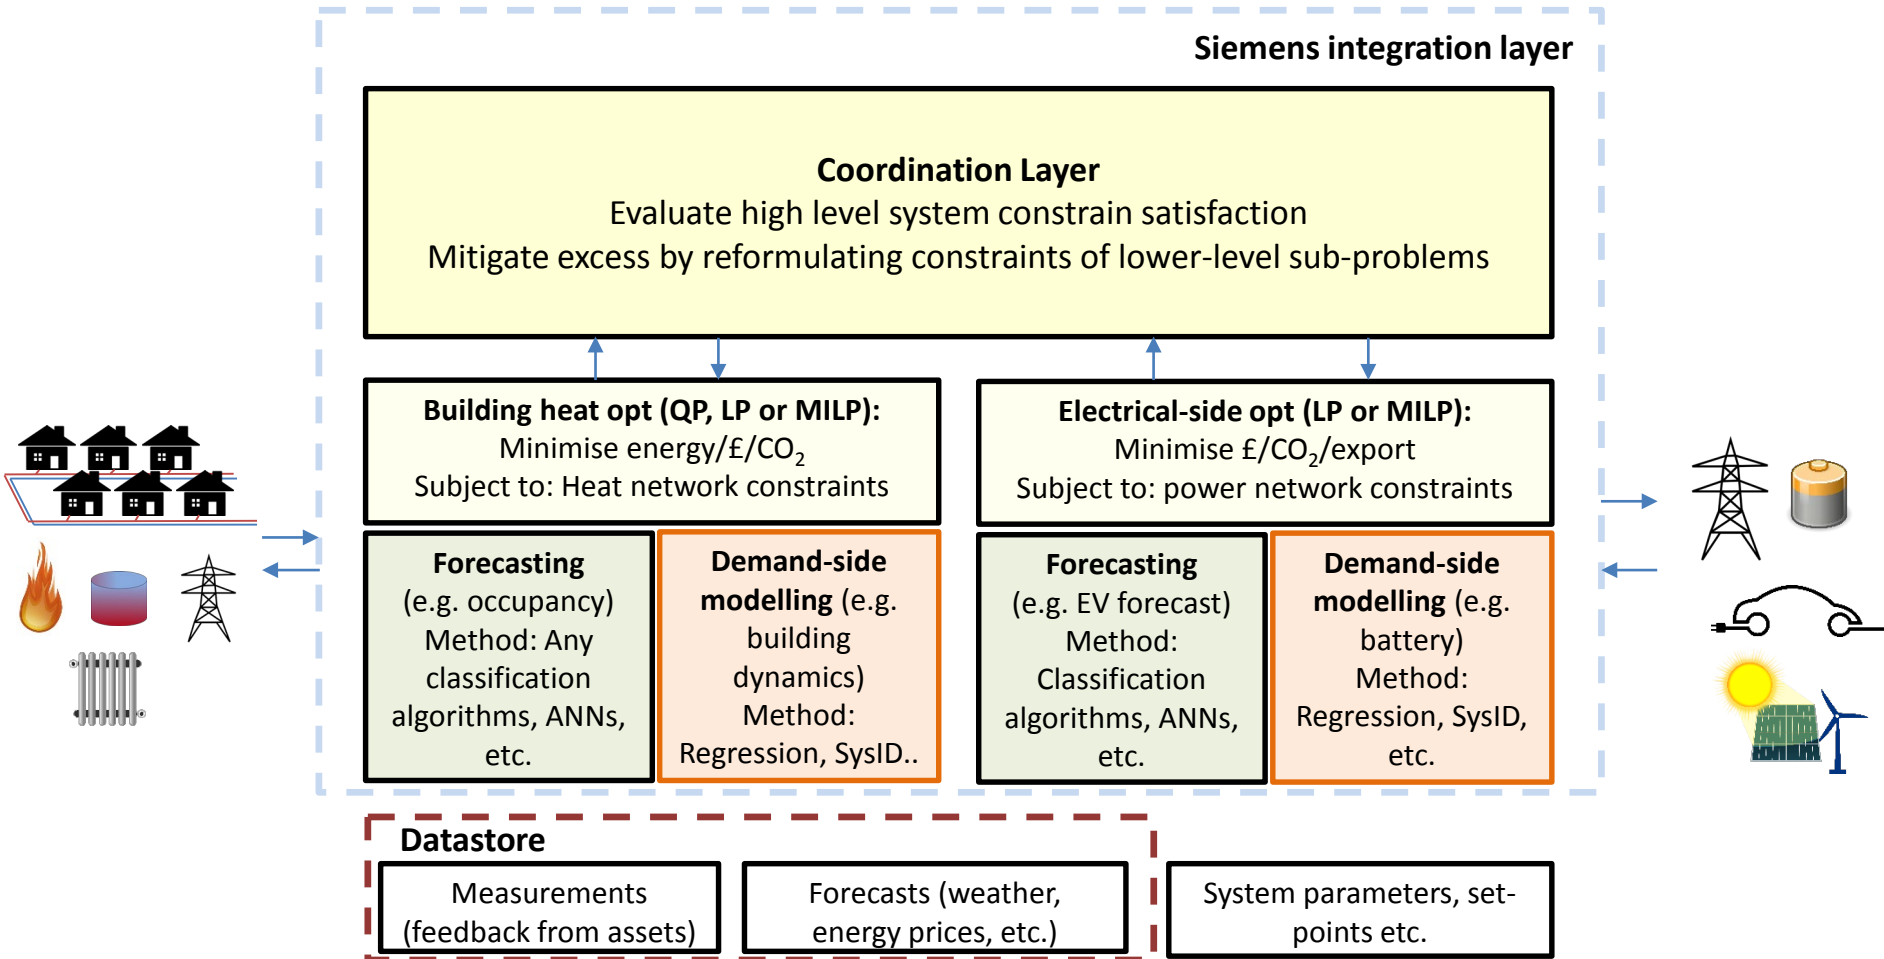 Siemens integration layer
Coordination Layer
Evaluate high level system constrain satisfaction
Mitigate excess by reformulating constraints of lower-level sub-problems
Building heat opt (QP, LP or MILP):
Minimise energy/£/CO₂
Subject to: Heat network constraints
Electrical-side opt (LP or MILP):
Minimise £/CO₂/export
Subject to: power network constraints
Forecasting
(e.g. occupancy)
Method: Any
classification
algorithms, ANNs,
etc.
Demand-side
modelling (e.g.
building
dynamics)
Method:
Regression, SysID..
Forecasting
(e.g. EV forecast)
Method:
Classification
algorithms, ANNs,
etc.
Demand-side
modelling (e.g.
battery)
Method:
Regression, SysID,
etc.
Datastore
Measurements
(feedback from assets)
Forecasts (weather,
energy prices, etc.)
System parameters, set-
points etc.